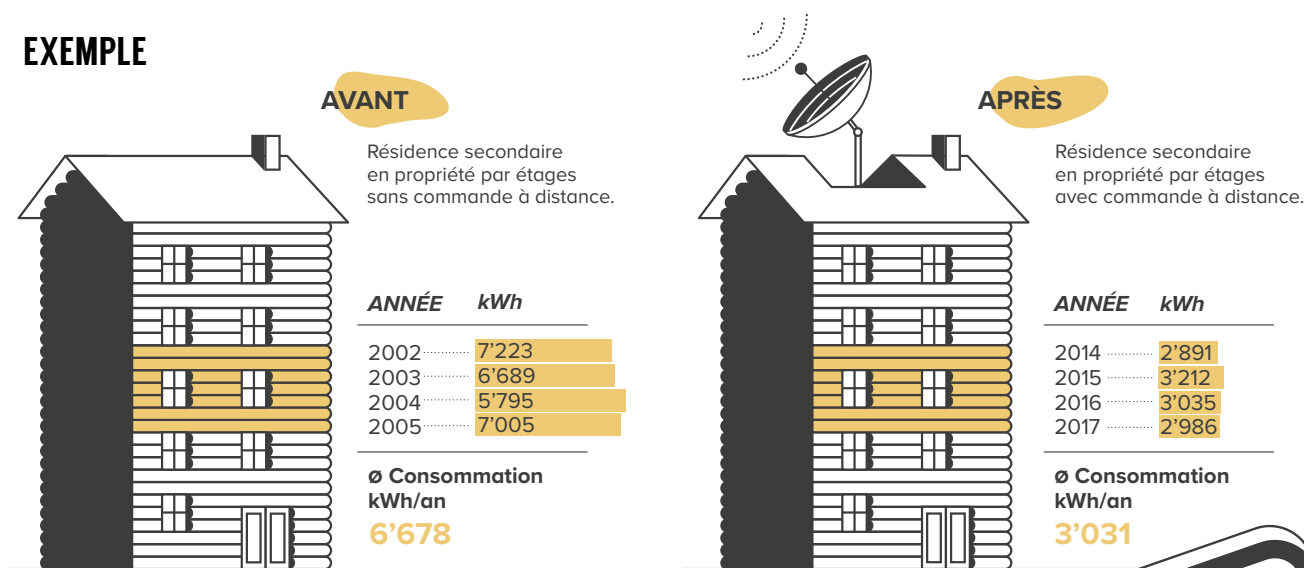 EXEMPLE
AVANT
Résidence secondaire
en propriété par étages
sans commande à distance.
ANNÉE kWh
2002 7’223
2003 6’689
2004 5’795
2005 7’005
ø Consommation
kWh/an
6’678
APRÈS
Résidence secondaire
en propriété par étages
avec commande à distance.
ANNÉE kWh
2014 2’891
2015 3’212
2016 3’035
2017 2’986
ø Consommation
kWh/an
3’031